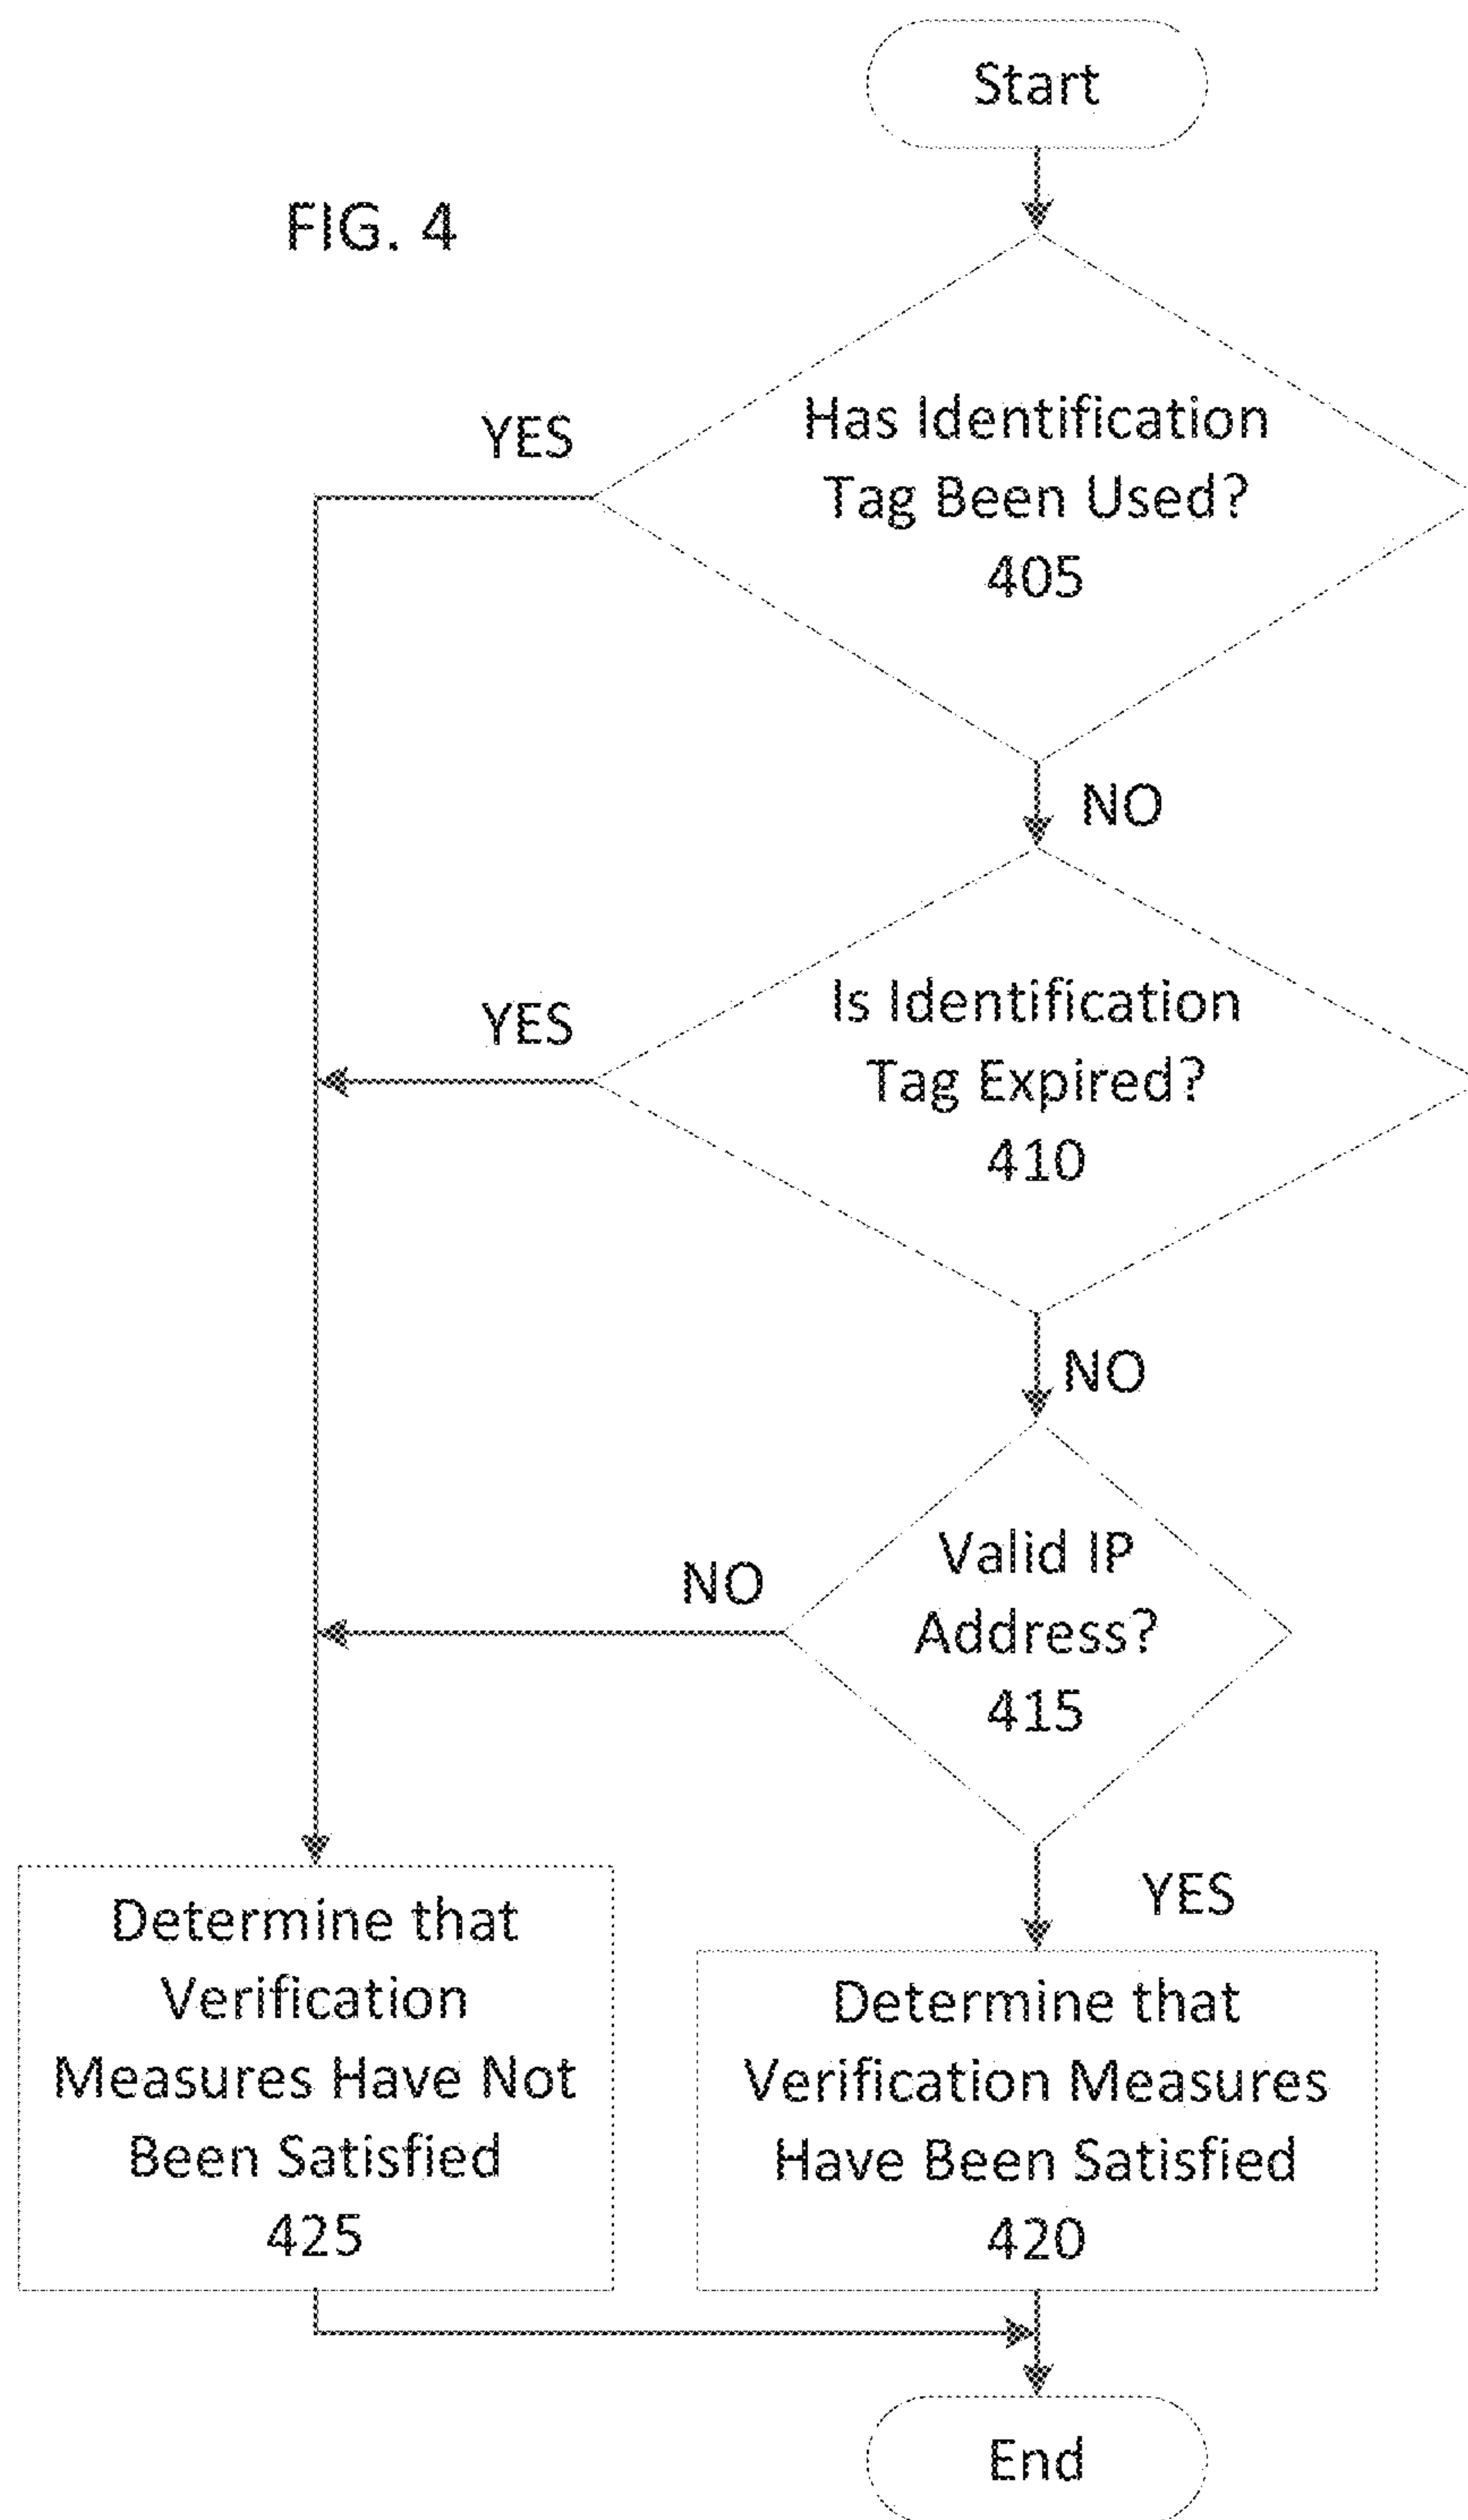 Start
FIG. 4
YES
Has Identification
Tag Been Used?
405
NO
YES
Is Identification
Tag Expired?
410
NO
NO
Valid IP
Address?
415
YES
Determine that
Verification
Measures Have Not
Been Satisfied
425
Determine that
Verification Measures
Have Been Satisfied
420
End